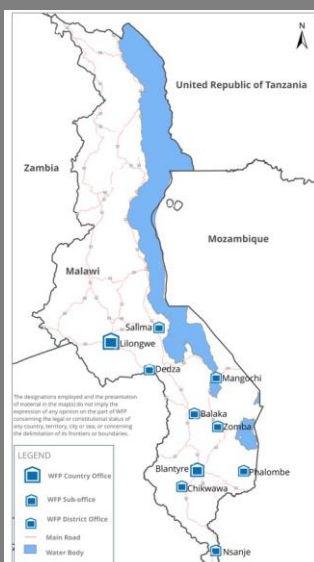 N
United Republic of Tanzania
Zambia
Mozambique
Malawi
Salima
Lilongwe
Dedza
Mangochi
The designations employed and the presentation
of material in the map(s) do not imply the
expression of any opinion on the part of WFP
concerning the legal or constitutional status of
any country, territory, city or sea, or concerning
the delimitation of its frontiers or boundaries.
Balaka
Zomba
LEGEND
Blantyre
Phalombe
WFP Country Office
Chikwawa
WFP Sub-office
WFP District Office
Main Road
Nsanje
Water Body